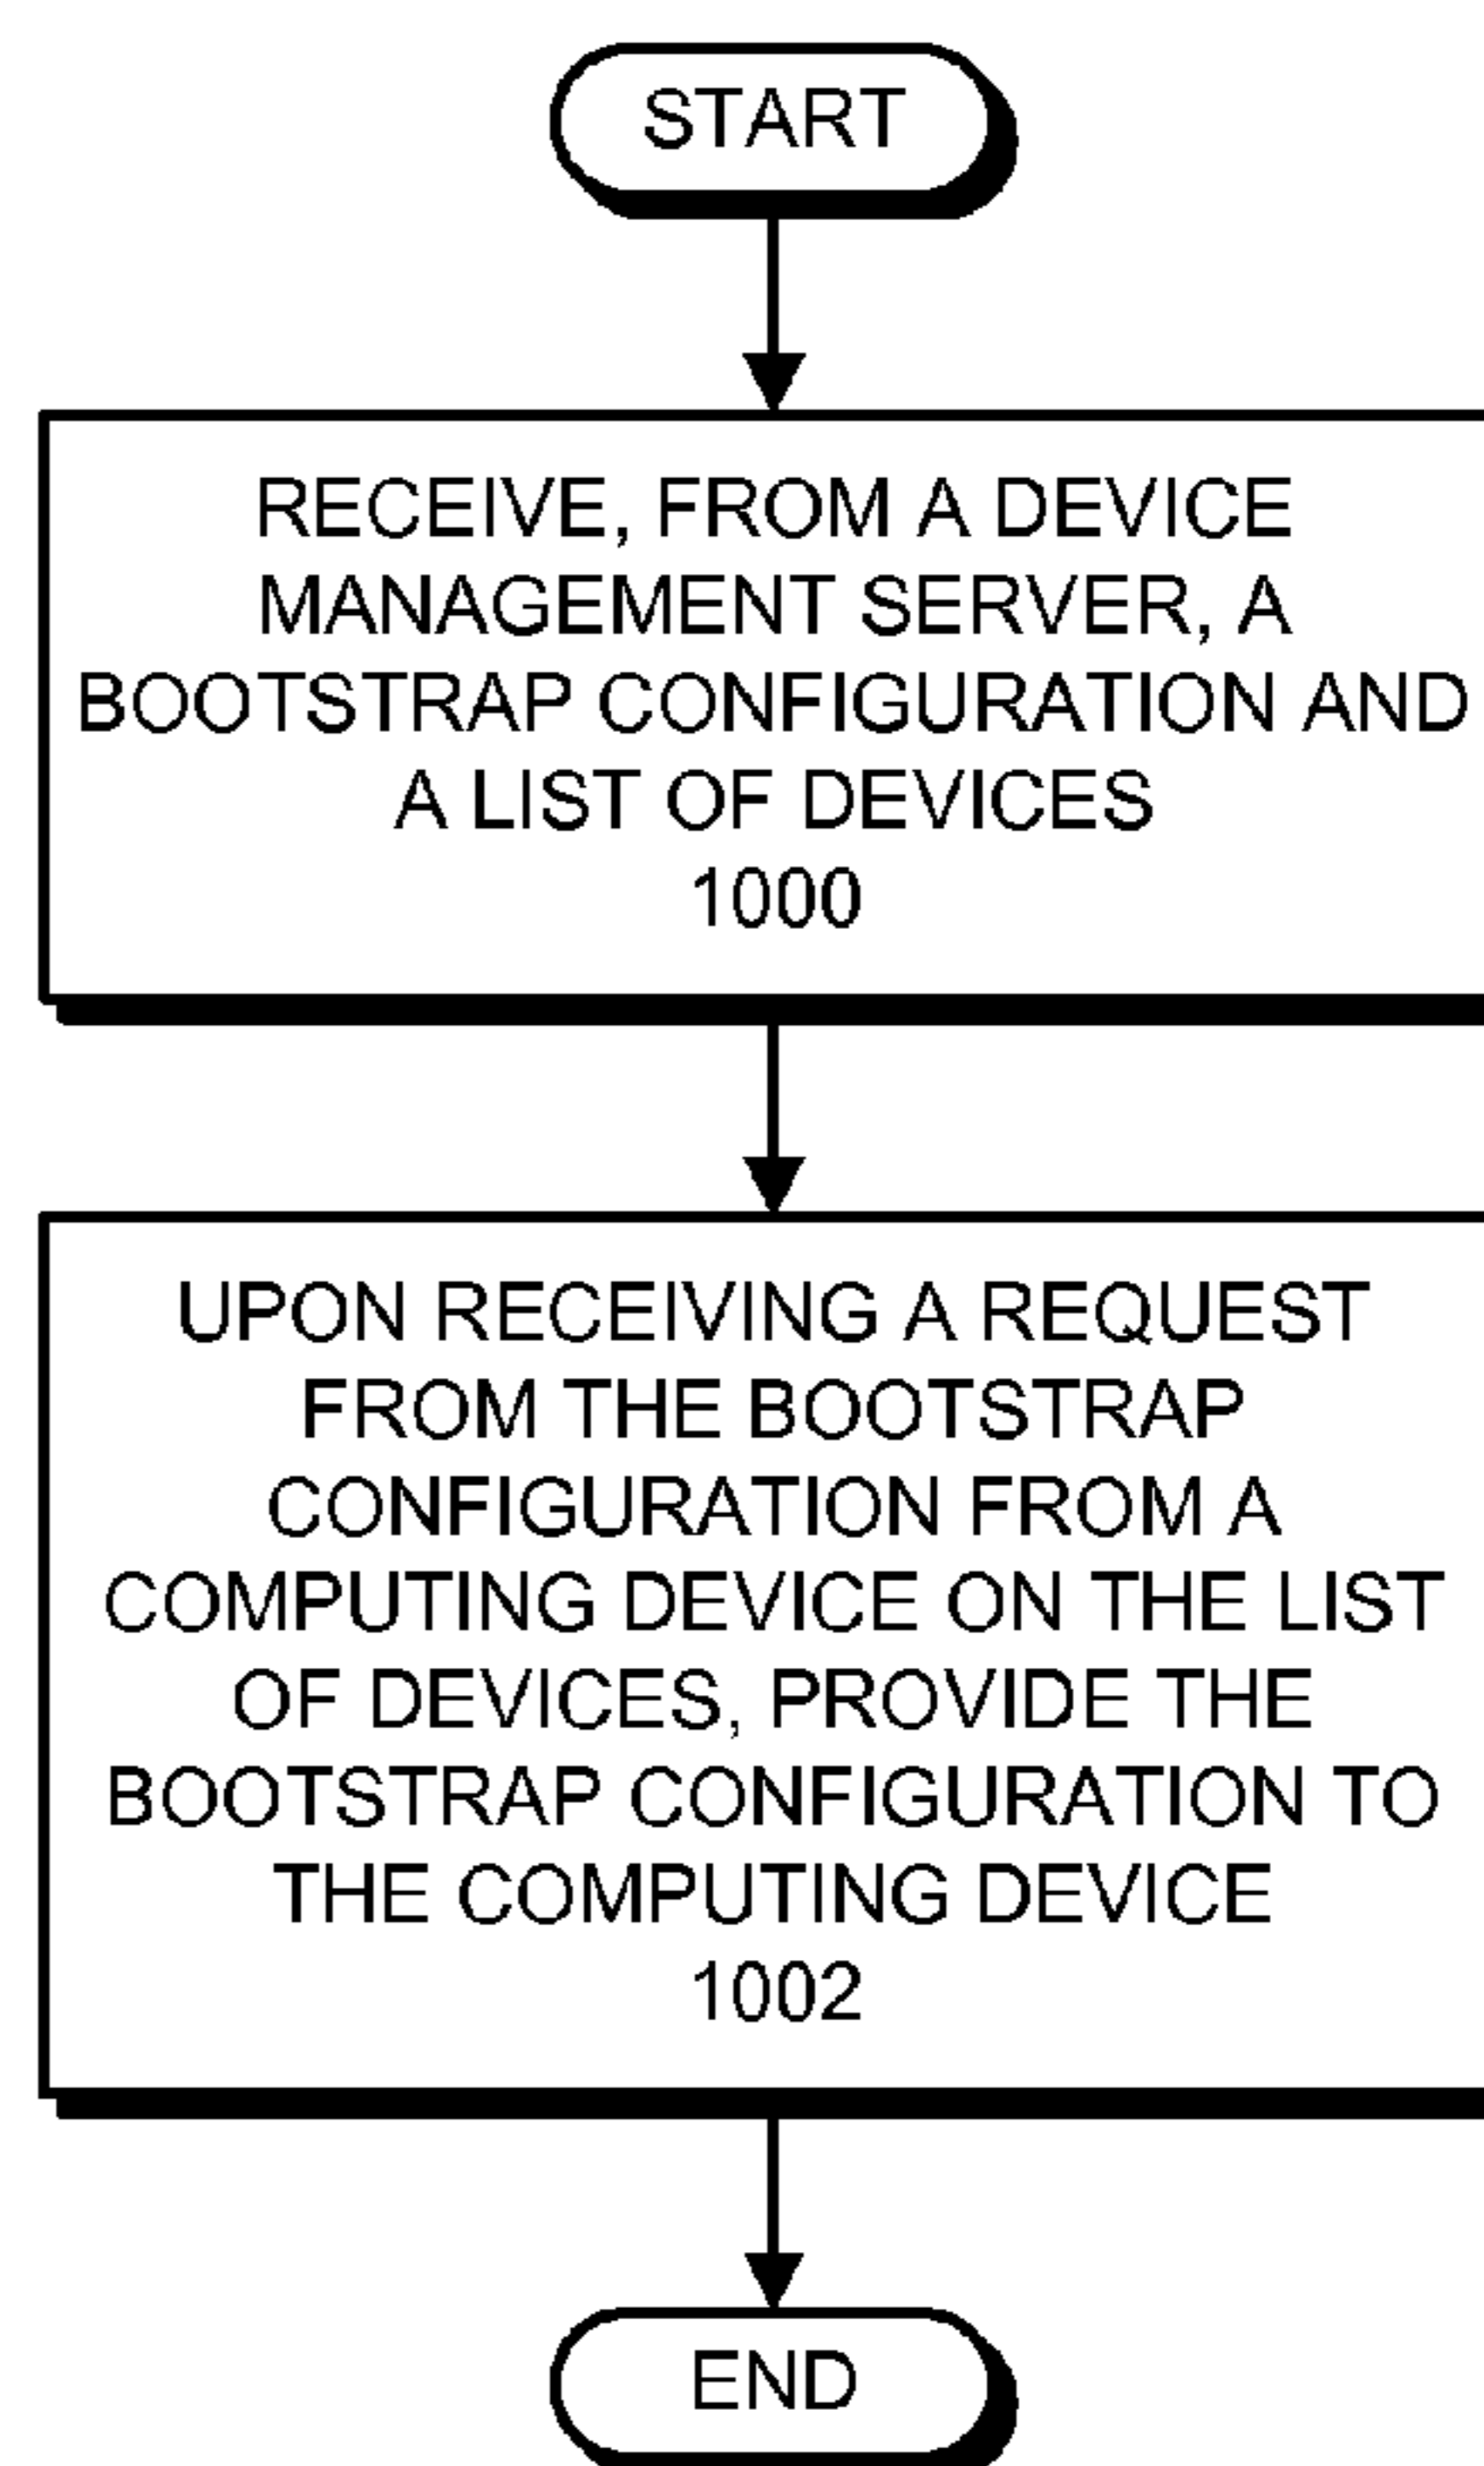 START
RECEIVE, FROM A DEVICE
MANAGEMENT SERVER, A
BOOTSTRAP CONFIGURATION AND
A LIST OF DEVICES
1000
UPON RECEIVING A REQUEST
FROM THE BOOTSTRAP
CONFIGURATION FROM A
COMPUTING DEVICE ON THE LIST
OF DEVICES, PROVIDE THE
BOOTSTRAP CONFIGURATION TO
THE COMPUTING DEVICE
1002
END